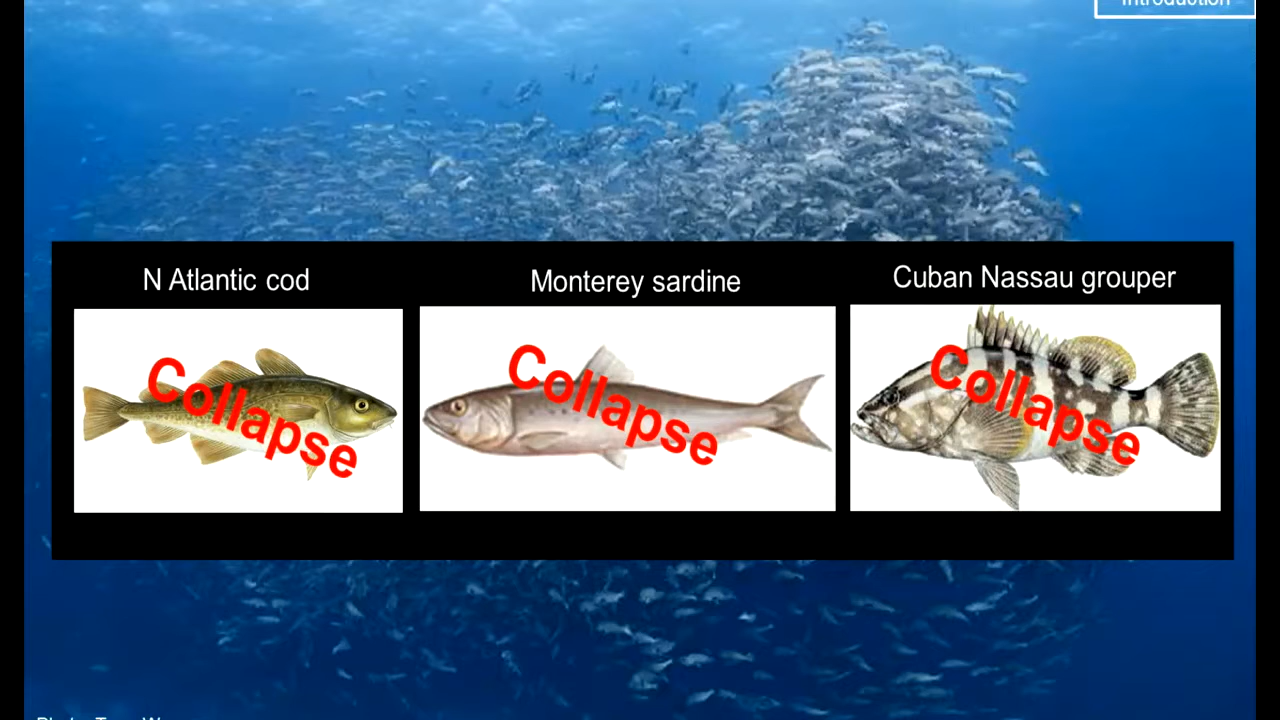 Introduction
N Atlantic cod
Monterey sardine
Cuban Nassau grouper
Collapse
Collapse
Collapse